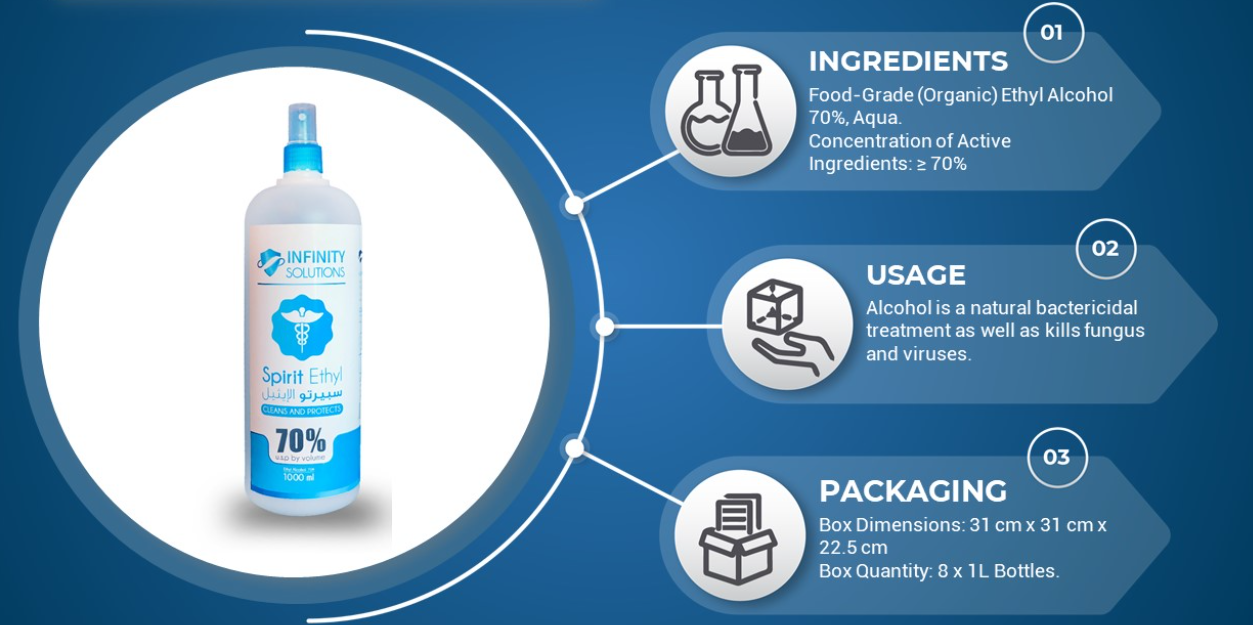 INFINITY
SOLUTIONS
Spirit Ethyl
سبيرتو الإيثيل
CLEANS AND PROTECTS
70%
u.s.p by volume
1000 ml
01
INGREDIENTS
Food-Grade (Organic) Ethyl Alcohol
70%, Aqua.
Concentration of Active
Ingredients: ≥ 70%
02
USAGE
Alcohol is a natural bactericidal
treatment as well as kills fungus
and viruses.
03
PACKAGING
Box Dimensions: 31 cm x 31 cm x
22.5 cm
Box Quantity: 8 x 1L Bottles.